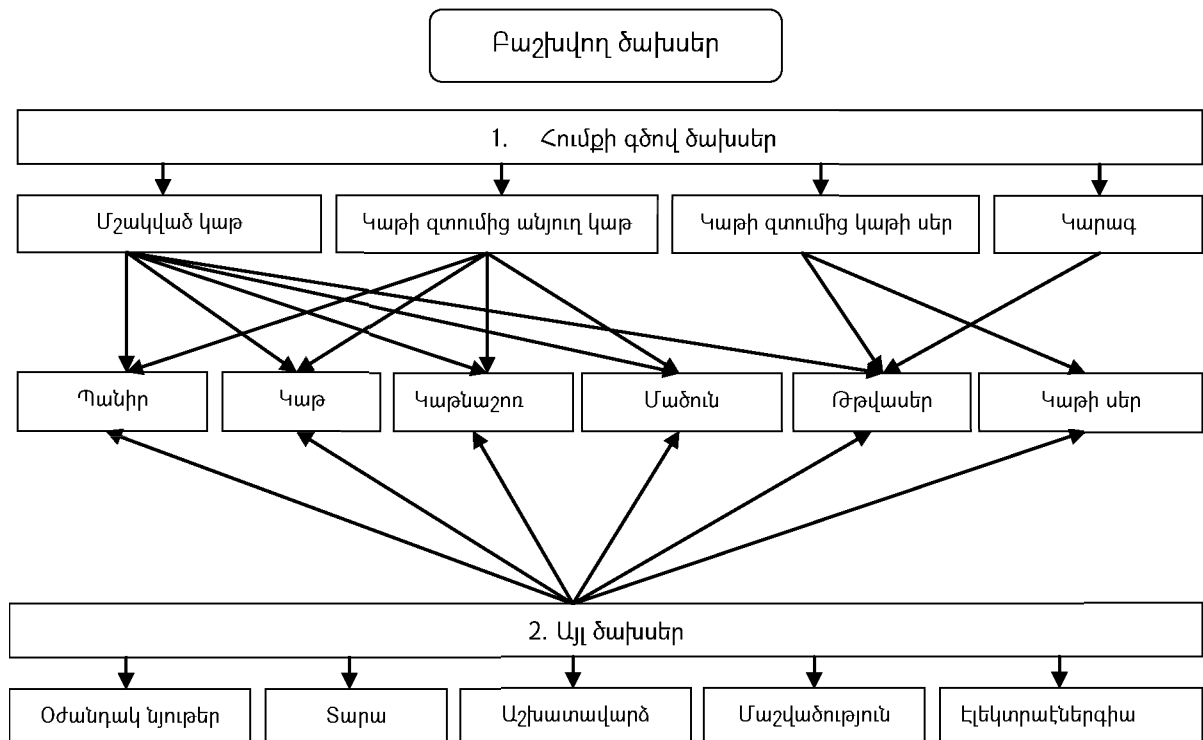 Բաշխվող ծախսեր
1. Հումքի գծով ծախսեր
Մշակված կաթ
Կաթի զտումից անյուղ կաթ
Կաթի զտումից կաթի սեր
Կարագ
Պանիր
Կաթ
Կաթնաշոռ
Մածուն
Թթվասեր
Կաթի սեր
2. Այլ ծախսեր
Օժանդակ նյութեր
Տարա
Աշխատավարձ
Մաշվածություն
Էլեկտրաէներգիա